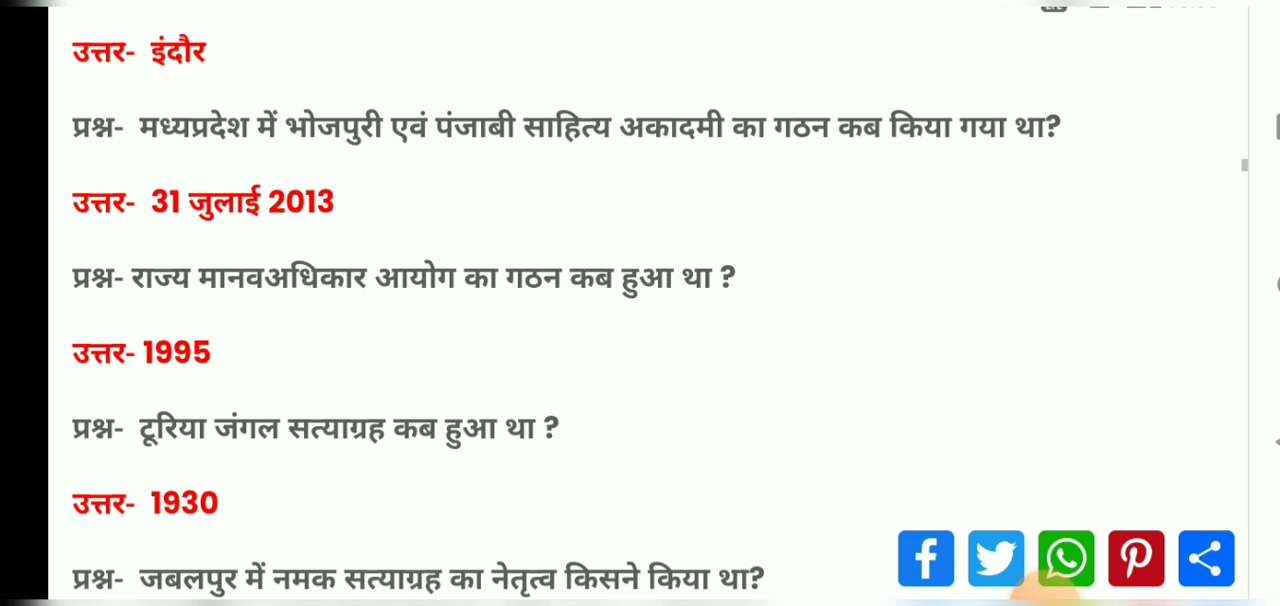 उत्तर- इंदौर
प्रश्न- मध्यप्रदेश में भोजपुरी एवं पंजाबी साहित्य अकादमी का गठन कब किया गया था?
उत्तर- 31 जुलाई 2013
प्रश्न- राज्य मानवअधिकार आयोग का गठन कब हुआ था ?
उत्तर- 1995
प्रश्न- टूरिया जंगल सत्याग्रह कब हुआ था ?
उत्तर- 1930
प्रश्न- जबलपुर में नमक सत्याग्रह का नेतृत्व किसने किया था?